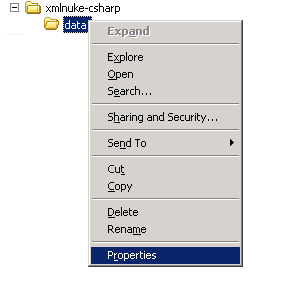 xmlnuke-csharp
data
Expand
Explore
Open
Search...
Sharing and Security...
Send To
Cut
Copy
Delete
Rename
Properties